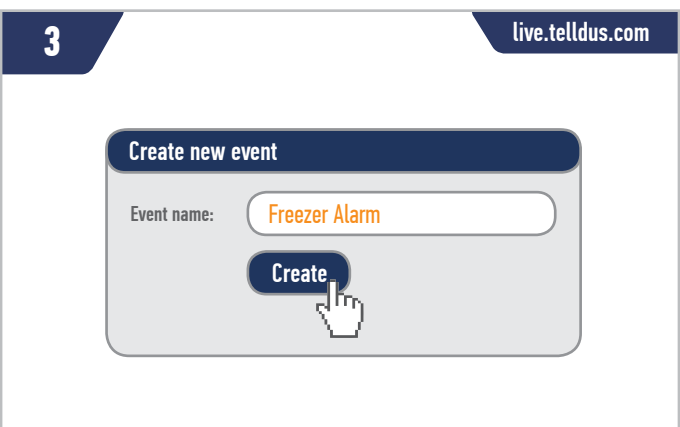 3
live.telldus.com
Create new event
Event name:
Freezer Alarm
Create